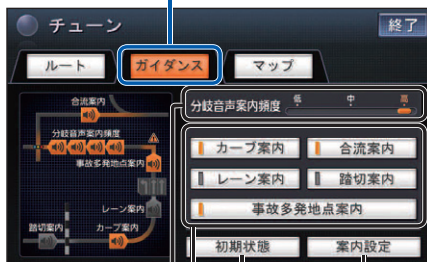 チューン
終了
ルート
ガイダンス
マップ
合流案内
分岐音声案内頻度
事故多発地点案内
レーン案内
踏切案内
カーブ案内
分岐音声案内頻度
低 中 高
カーブ案内
合流案内
レーン案内
踏切案内
事故多発地点案内
初期状態
案内設定